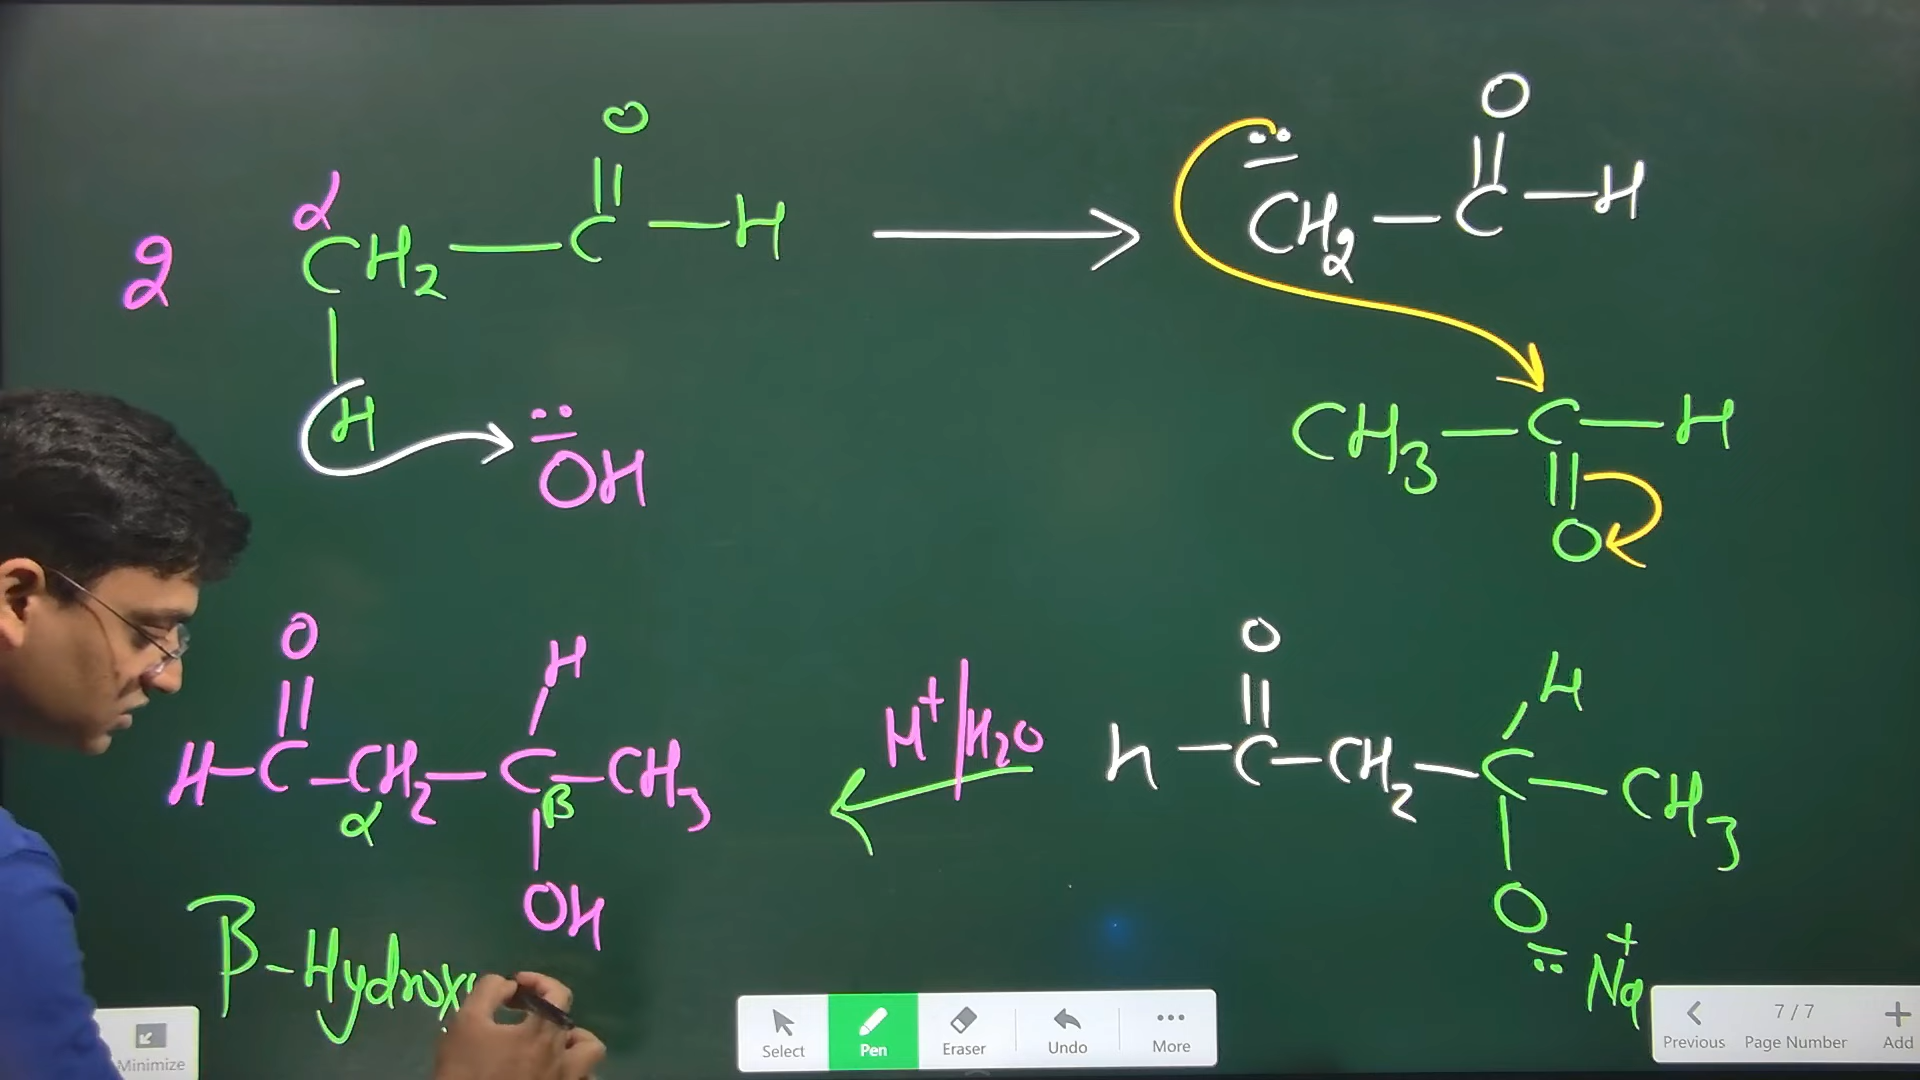 O
||
α
2 CH2 — C — H
|
H
OH
O
||
CH2 — C — H
CH3 — C — H
||
O
O
||
H
H — C — CH2 — C — CH3
α β
|
OH
H+ | H2O
O
||
H
h — C — CH2 — C — CH3
|
O
+
Na
β-Hydrox
Minimize
Select
Pen
Eraser
Undo
More
7 / 7
Previous
Page Number
Add